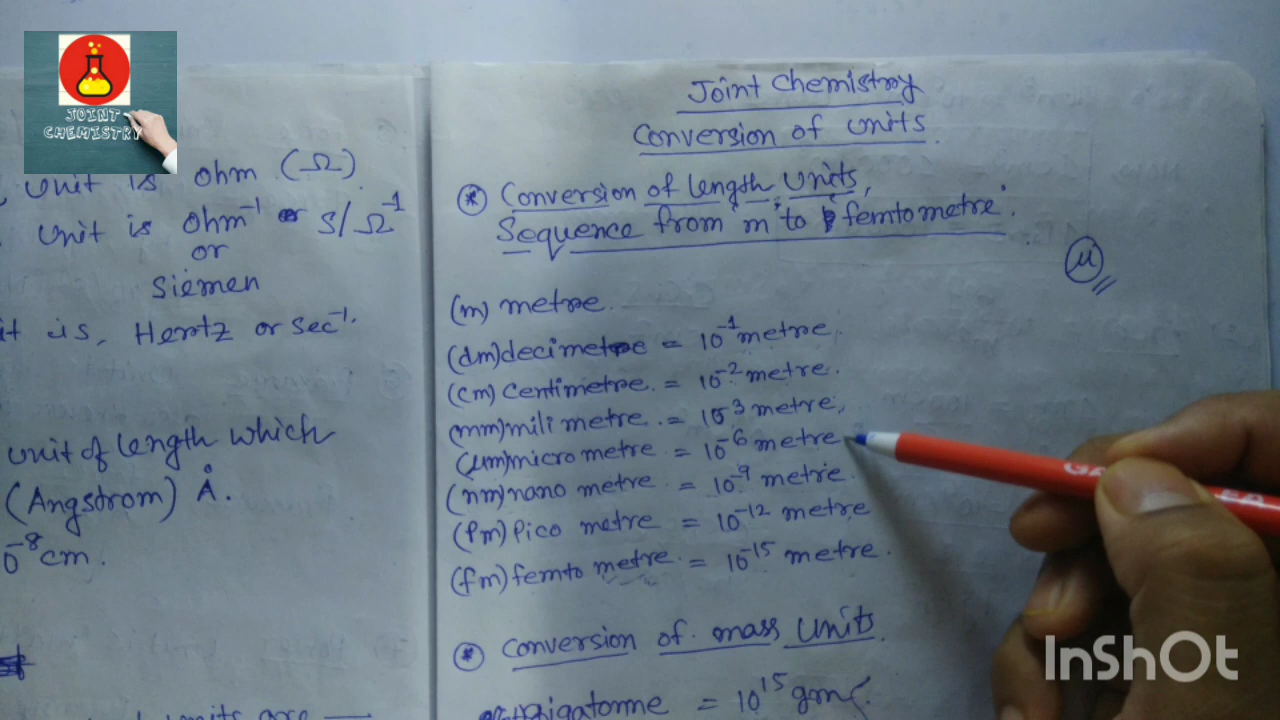 JOINT
CHEMISTRY
unit is ohm (Ω).
unit is ohm⁻¹ or S/Ω⁻¹
or
Siemen
it is, Hertz or sec⁻¹.
unit of length which
(Angstrom) Å.
0⁻⁸ cm.
units are —
Joint Chemistry
Conversion of units.
* Conversion of length units,
Sequence from m to femtometre.
μ
(m) metre.
(dm) decimetre = 10⁻¹ metre.
(cm) centimetre. = 10⁻² metre.
(mm) mili metre. = 10⁻³ metre,
(μm) micro metre = 10⁻⁶ metre
(nm) nano metre. = 10⁻⁹ metre.
(Pm) Pico metre = 10⁻¹² metre
(fm) femto metre. = 10⁻¹⁵ metre.
* Conversion of mass units.
gigatonne = 10¹⁵ gm
InShOt